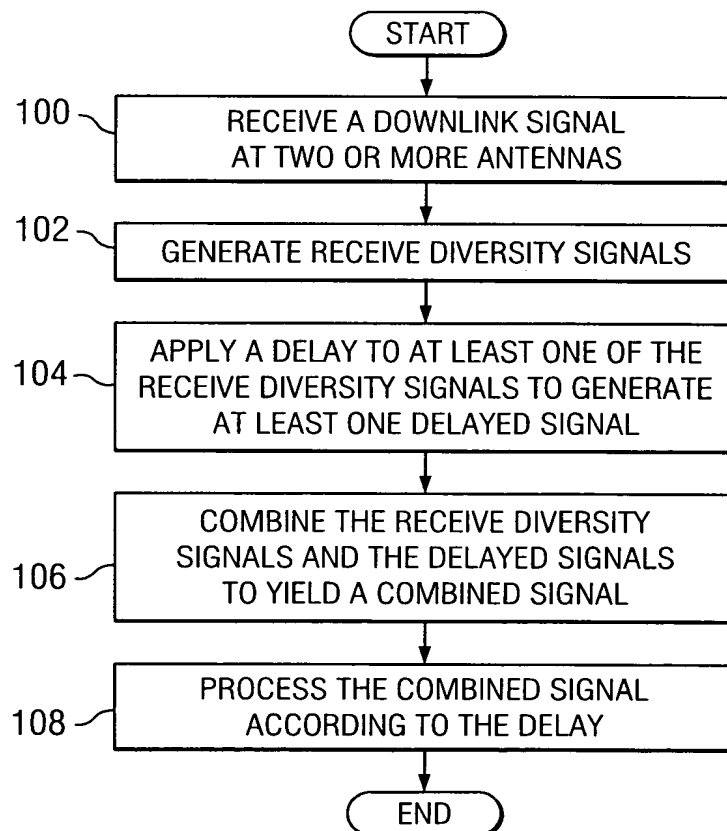 START
100
RECEIVE A DOWNLINK SIGNAL
AT TWO OR MORE ANTENNAS
102
GENERATE RECEIVE DIVERSITY SIGNALS
104
APPLY A DELAY TO AT LEAST ONE OF THE
RECEIVE DIVERSITY SIGNALS TO GENERATE
AT LEAST ONE DELAYED SIGNAL
106
COMBINE THE RECEIVE DIVERSITY
SIGNALS AND THE DELAYED SIGNALS
TO YIELD A COMBINED SIGNAL
108
PROCESS THE COMBINED SIGNAL
ACCORDING TO THE DELAY
END